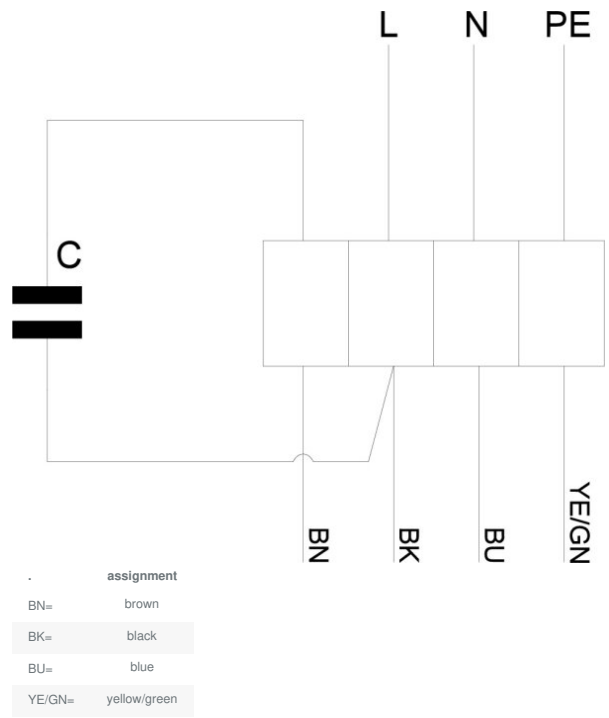 L N PE
C
BN BK BU YE/GN
. assignment
BN= brown
BK= black
BU= blue
YE/GN= yellow/green